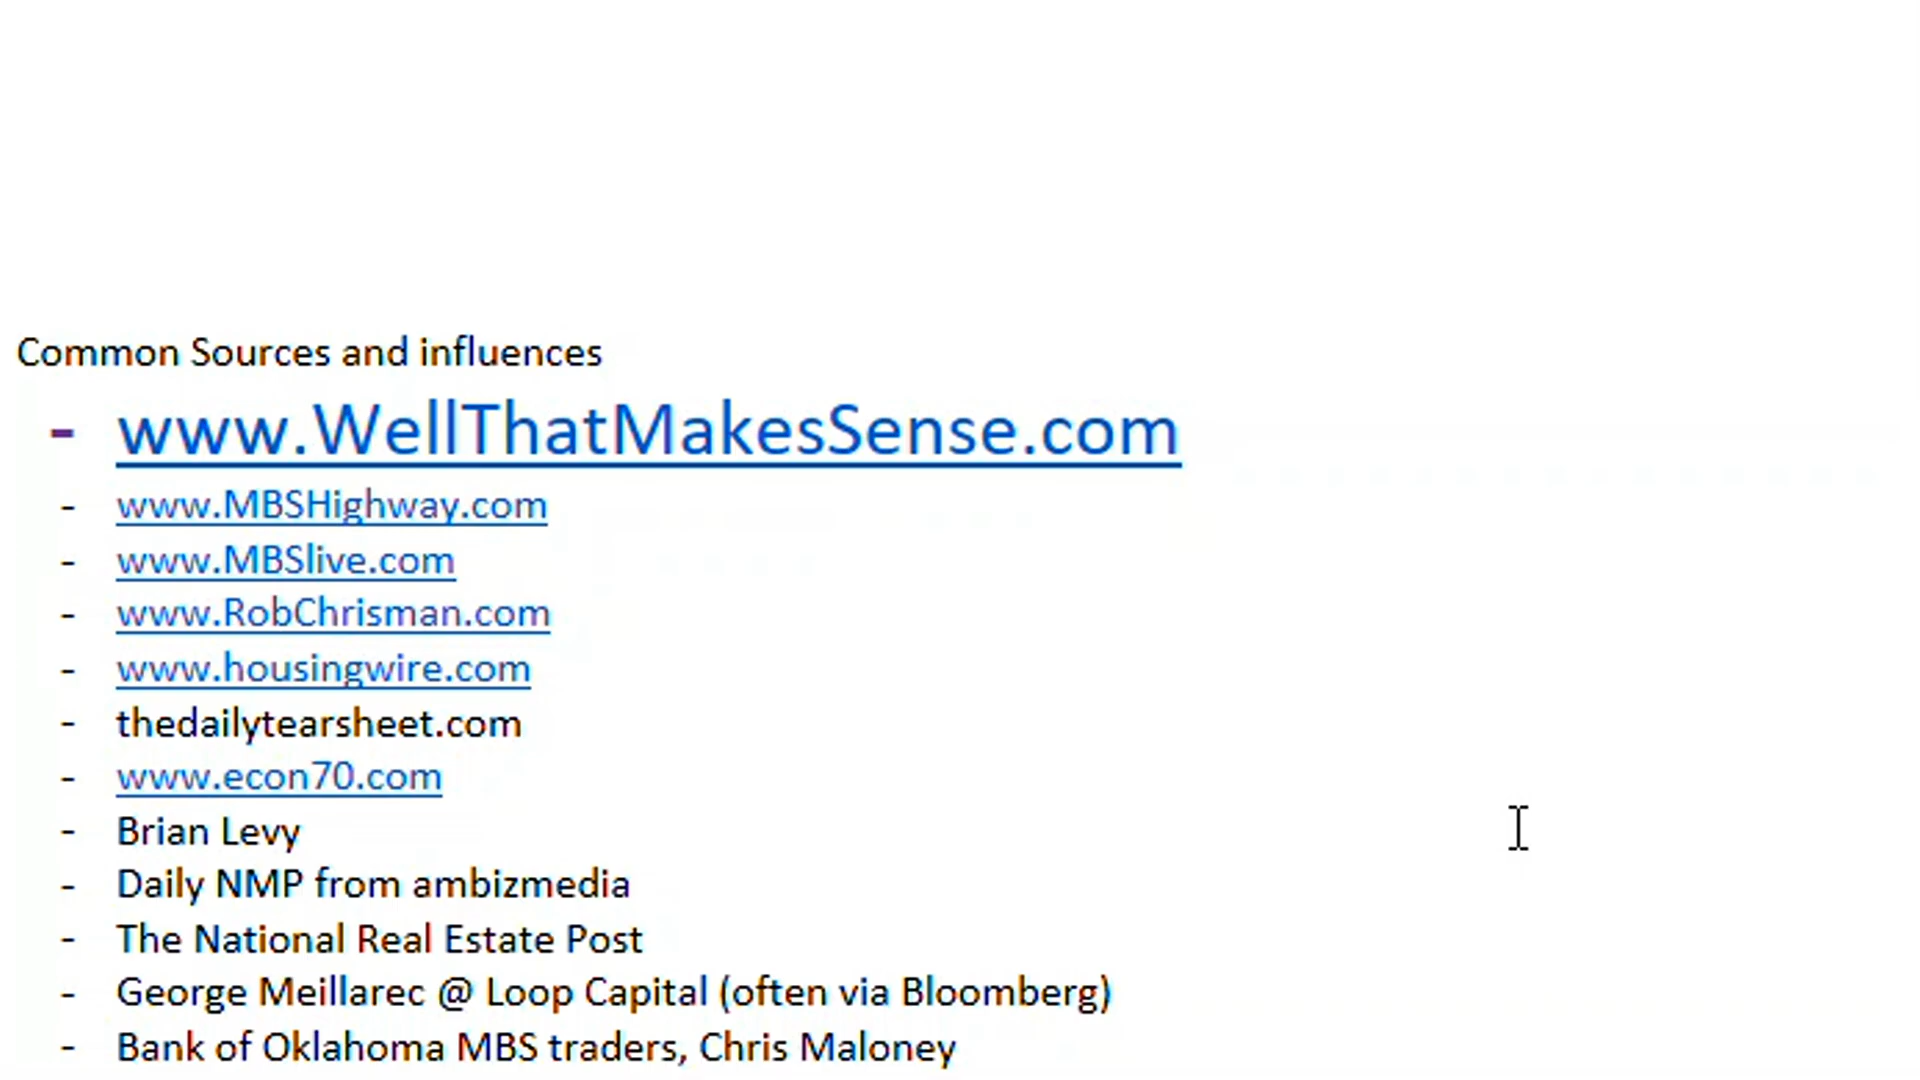 Common Sources and influences
- www.WellThatMakesSense.com
- www.MBSHighway.com
- www.MBSlive.com
- www.RobChrisman.com
- www.housingwire.com
- thedailytearsheet.com
- www.econ70.com
- Brian Levy
- Daily NMP from ambizmedia
- The National Real Estate Post
- George Meillarec @ Loop Capital (often via Bloomberg)
- Bank of Oklahoma MBS traders, Chris Maloney